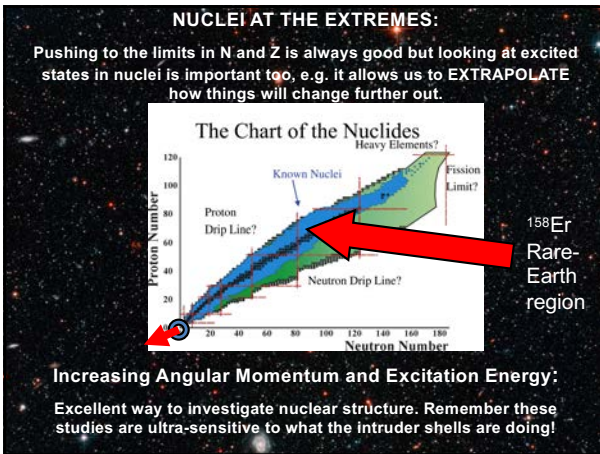 NUCLEI AT THE EXTREMES:
Pushing to the limits in N and Z is always good but looking at excited
states in nuclei is important too, e.g. it allows us to EXTRAPOLATE
how things will change further out.
The Chart of the Nuclides
Heavy Elements?
120
Known Nuclei
Fission
Limit?
100
Proton
Drip Line?
80
60
40
20
Proton Number
Neutron Drip Line?
0
20 40 60 80 100 120 140 160 180
Neutron Number
¹⁵⁸Er
Rare-
Earth
region
Increasing Angular Momentum and Excitation Energy:
Excellent way to investigate nuclear structure. Remember these
studies are ultra-sensitive to what the intruder shells are doing!